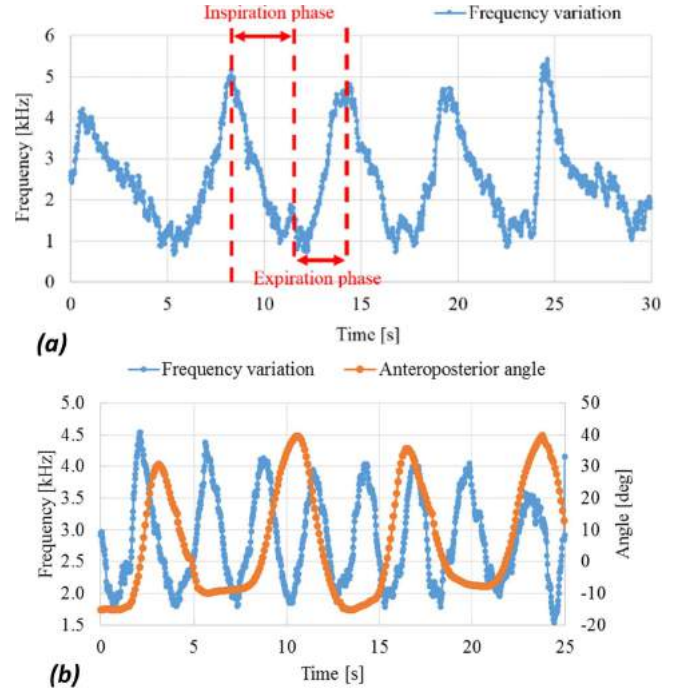 Inspiration phase
Frequency variation
6
5
4
3
2
1
0
Frequency [kHz]
Expiration phase
0 5 10 15 20 25 30
Time [s]
(a)
Frequency variation Anteroposterior angle
5.0 50
4.5 40
4.0 30
3.5 20
3.0 10
2.5 0
2.0 -10
1.5 -20
Frequency [kHz]
Angle [deg]
0 5 10 15 20 25
Time [s]
(b)